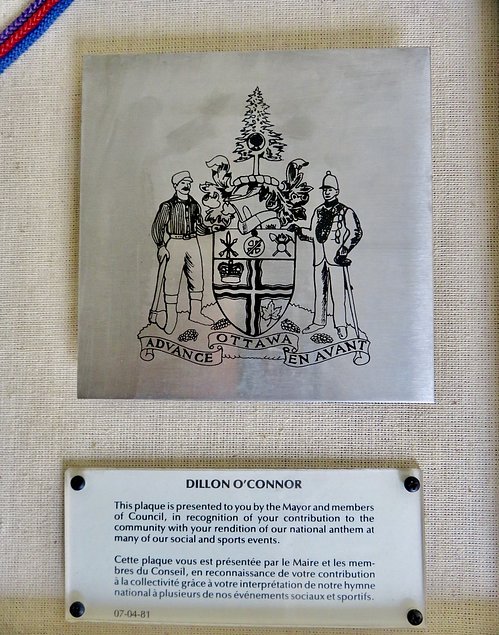 ADVANCE OTTAWA EN AVANT
DILLON O'CONNOR
This plaque is presented to you by the Mayor and members
of Council, in recognition of your contribution to the
community with your rendition of our national anthem at
many of our social and sports events.
Cette plaque vous est présentée par le Maire et les mem-
bres du Conseil, en reconnaissance de votre contribution
à la collectivité grâce à votre interprétation de notre hymne
national à plusieurs de nos événements sociaux et sportifs.
07-04-81